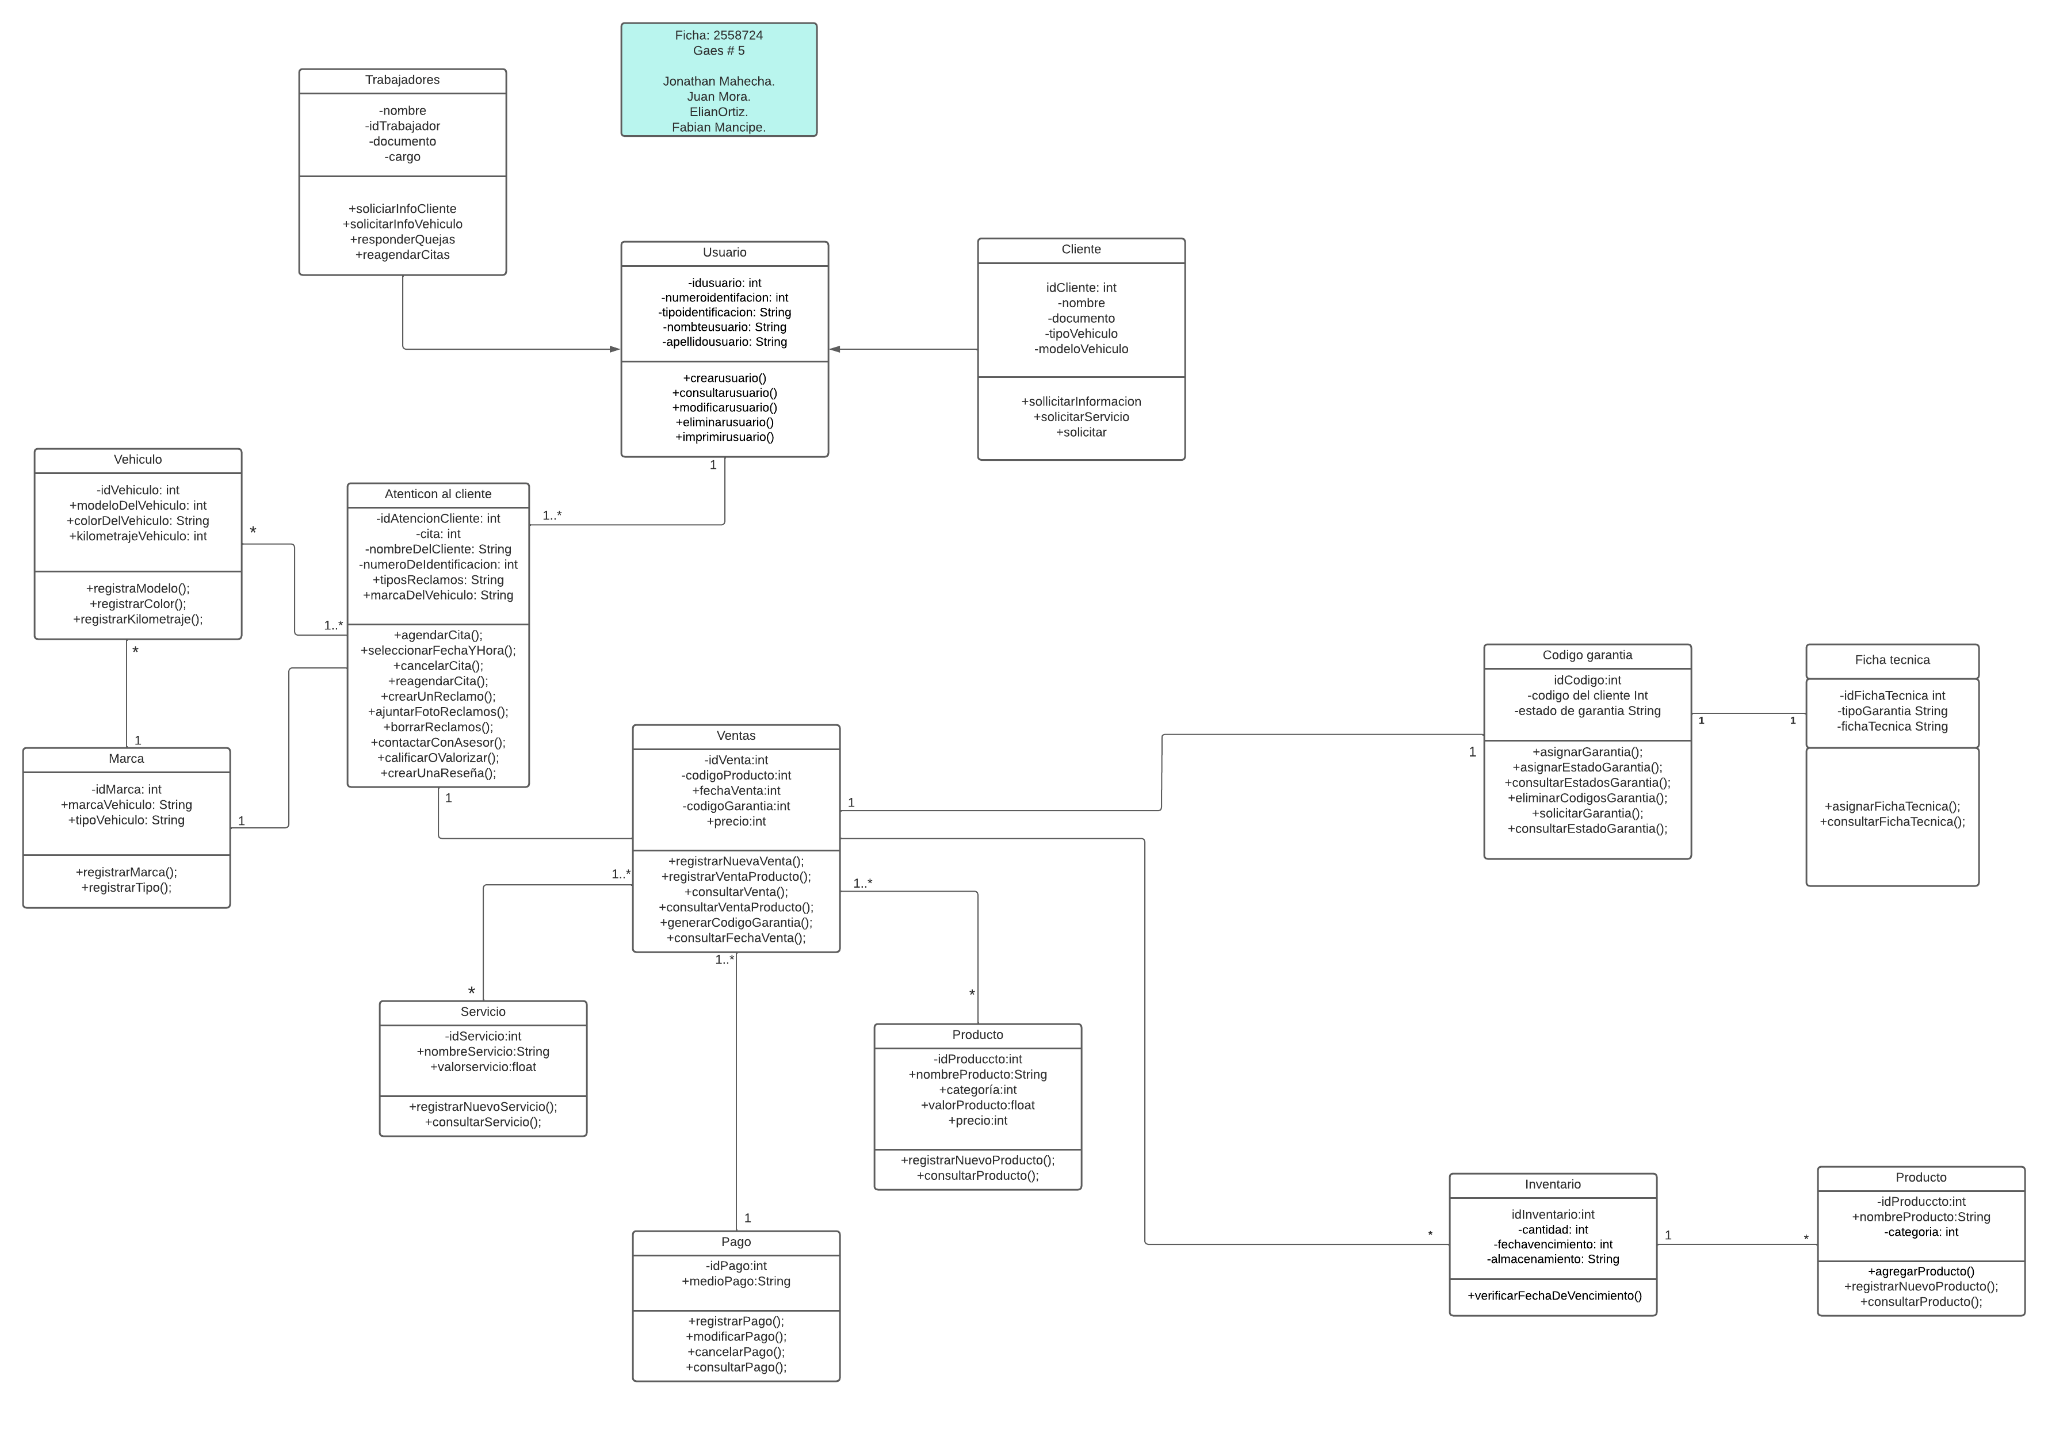 Ficha: 2558724
Gaes # 5
Jonathan Mahecha.
Juan Mora.
ElianOrtiz.
Fabian Mancipe.
Trabajadores
-nombre
-idTrabajador
-documento
-cargo
+soliciarInfoCliente
+solicitarInfoVehiculo
+responderQuejas
+reagendarCitas
Usuario
-idusuario: int
-numeroidentifacion: int
-tipoidentificacion: String
-nombteusuario: String
-apellidousuario: String
+crearusuario()
+consultarusuario()
+modificarusuario()
+eliminarusuario()
+imprimirusuario()
1
Cliente
idCliente: int
-nombre
-documento
-tipoVehiculo
-modeloVehiculo
+sollicitarInformacion
+solicitarServicio
+solicitar
Vehiculo
-idVehiculo: int
+modeloDelVehiculo: int
+colorDelVehiculo: String
+kilometrajeVehiculo: int
+registraModelo();
+registrarColor();
+registrarKilometraje();
*
*
1
Atenticon al cliente
-idAtencionCliente: int
-cita: int
-nombreDelCliente: String
-numeroDeIdentificacion: int
+tiposReclamos: String
+marcaDelVehiculo: String
+agendarCita();
+seleccionarFechaYHora();
+cancelarCita();
+reagendarCita();
+crearUnReclamo();
+ajuntarFotoReclamos();
+borrarReclamos();
+contactarConAsesor();
+calificarOValorizar();
+crearUnaReseña();
1..*
1..*
1
Marca
-idMarca: int
+marcaVehiculo: String
+tipoVehiculo: String
+registrarMarca();
+registrarTipo();
1
Ventas
-idVenta:int
-codigoProducto:int
+fechaVenta:int
-codigoGarantia:int
+precio:int
+registrarNuevaVenta();
+registrarVentaProducto();
+consultarVenta();
+consultarVentaProducto();
+generarCodigoGarantia();
+consultarFechaVenta();
1
1..*
1..*
1..*
Codigo garantia
idCodigo:int
-codigo del cliente Int
-estado de garantia String
+asignarGarantia();
+asignarEstadoGarantia();
+consultarEstadosGarantia();
+eliminarCodigosGarantia();
+solicitarGarantia();
+consultarEstadoGarantia();
1
1
1
Ficha tecnica
-idFichaTecnica int
-tipoGarantia String
-fichaTecnica String
+asignarFichaTecnica();
+consultarFichaTecnica();
*
Servicio
-idServicio:int
+nombreServicio:String
+valorservicio:float
+registrarNuevoServicio();
+consultarServicio();
*
Producto
-idProduccto:int
+nombreProducto:String
+categoría:int
+valorProducto:float
+precio:int
+registrarNuevoProducto();
+consultarProducto();
1
Pago
-idPago:int
+medioPago:String
+registrarPago();
+modificarPago();
+cancelarPago();
+consultarPago();
*
Inventario
idInventario:int
-cantidad: int
-fechavencimiento: int
-almacenamiento: String
+verificarFechaDeVencimiento()
1
*
Producto
-idProduccto:int
+nombreProducto:String
-categoria: int
+agregarProducto()
+registrarNuevoProducto();
+consultarProducto();